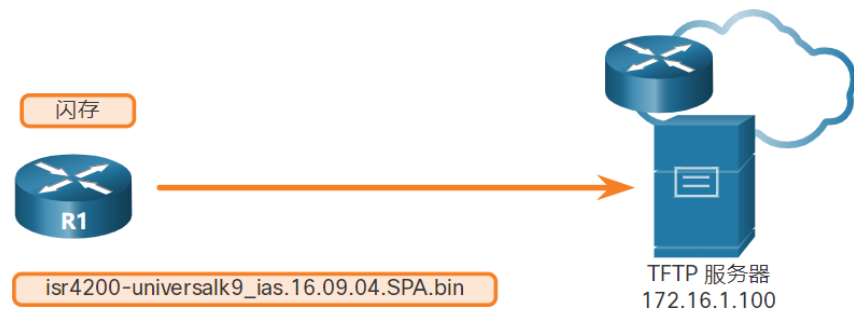 闪存
R1
isr4200-universalk9_ias.16.09.04.SPA.bin
TFTP 服务器
172.16.1.100